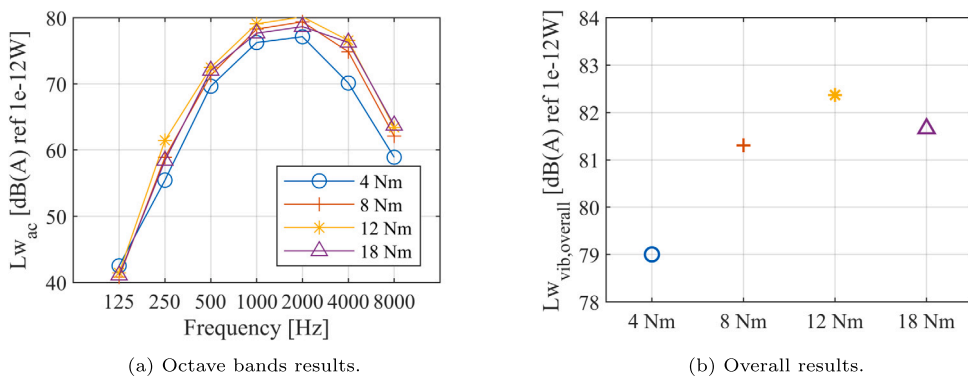 80
70
60
50
40
Lw_ac [dB(A) ref 1e-12W]
4 Nm
8 Nm
12 Nm
18 Nm
125 250 500 1000 2000 4000 8000
Frequency [Hz]
(a) Octave bands results.
84
83
82
81
80
79
78
Lw_vib,overall [dB(A) ref 1e-12W]
4 Nm 8 Nm 12 Nm 18 Nm
(b) Overall results.